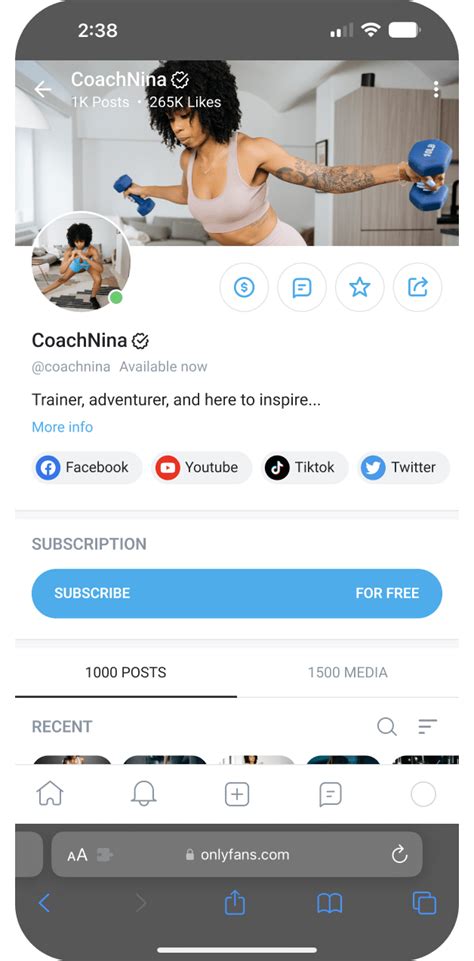 2:38
CoachNina
1K Posts • 265K Likes
10LB
CoachNina
@coachnina Available now
Trainer, adventurer, and here to inspire...
More info
Facebook Youtube Tiktok Twitter
SUBSCRIPTION
SUBSCRIBE FOR FREE
1000 POSTS 1500 MEDIA
RECENT
AA onlyfans.com